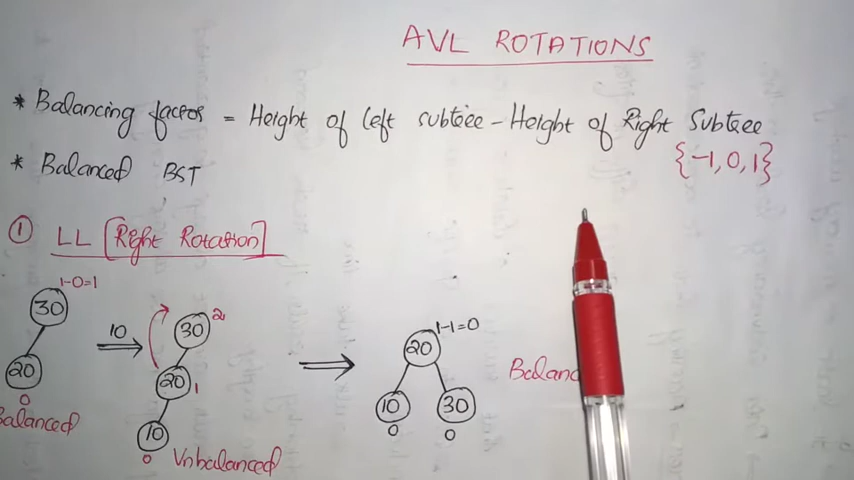 AVL ROTATIONS
* Balancing factor = Height of left subtree - Height of Right Subtree
{-1, 0, 1}
* Balanced BST
① LL [Right Rotation]
1-0=1
30
20
0
Balanced
10
30 2
20 1
10
0
Unbalanced
1-1=0
20
10 30
0 0
Balanc